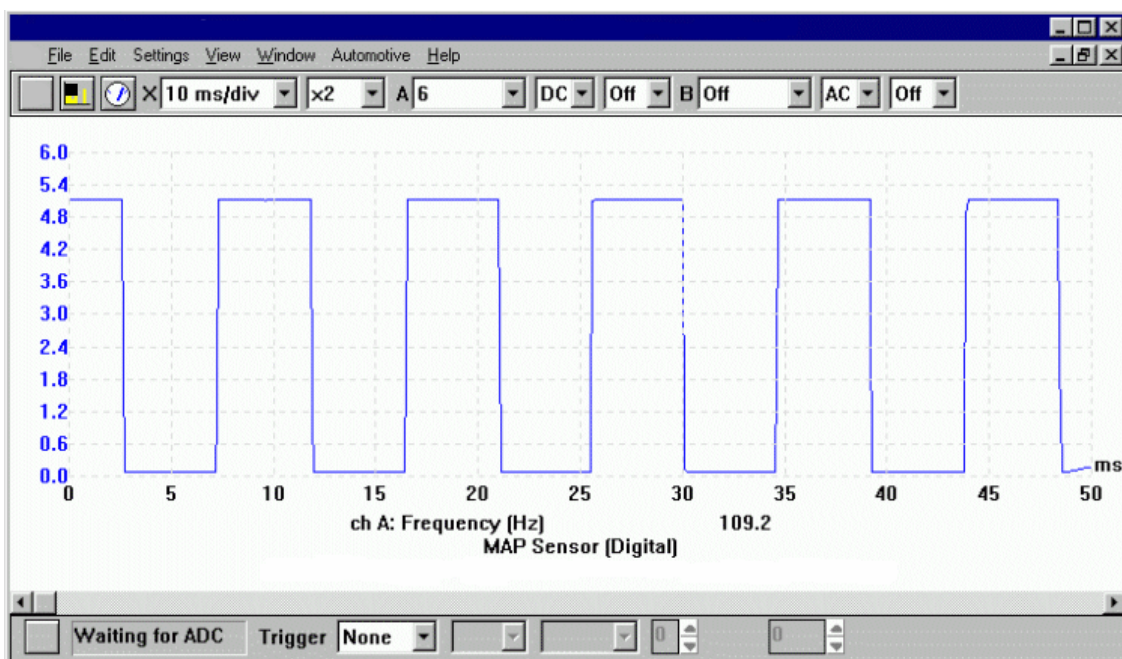 File Edit Settings View Window Automotive Help
X 10 ms/div x2 A 6 DC Off B Off AC Off
6.0
5.4
4.8
4.2
3.6
3.0
2.4
1.8
1.2
0.6
0.0
ms
0 5 10 15 20 25 30 35 40 45 50
ch A: Frequency (Hz) 109.2
MAP Sensor (Digital)
Waiting for ADC Trigger None 0 0